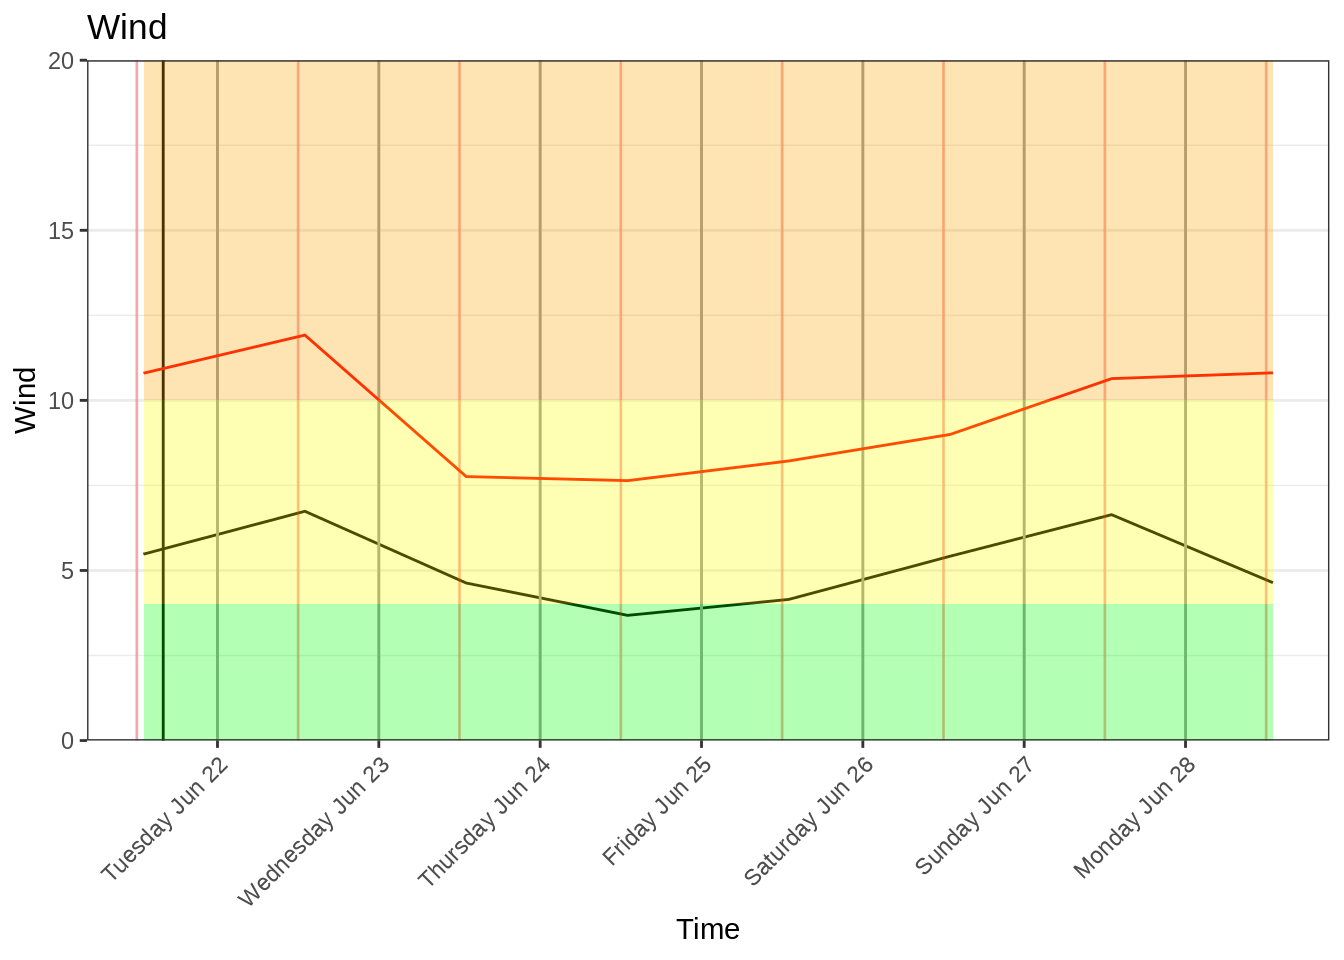 Wind
20
15
10
5
0
Wind
Tuesday Jun 22
Wednesday Jun 23
Thursday Jun 24
Friday Jun 25
Saturday Jun 26
Sunday Jun 27
Monday Jun 28
Time